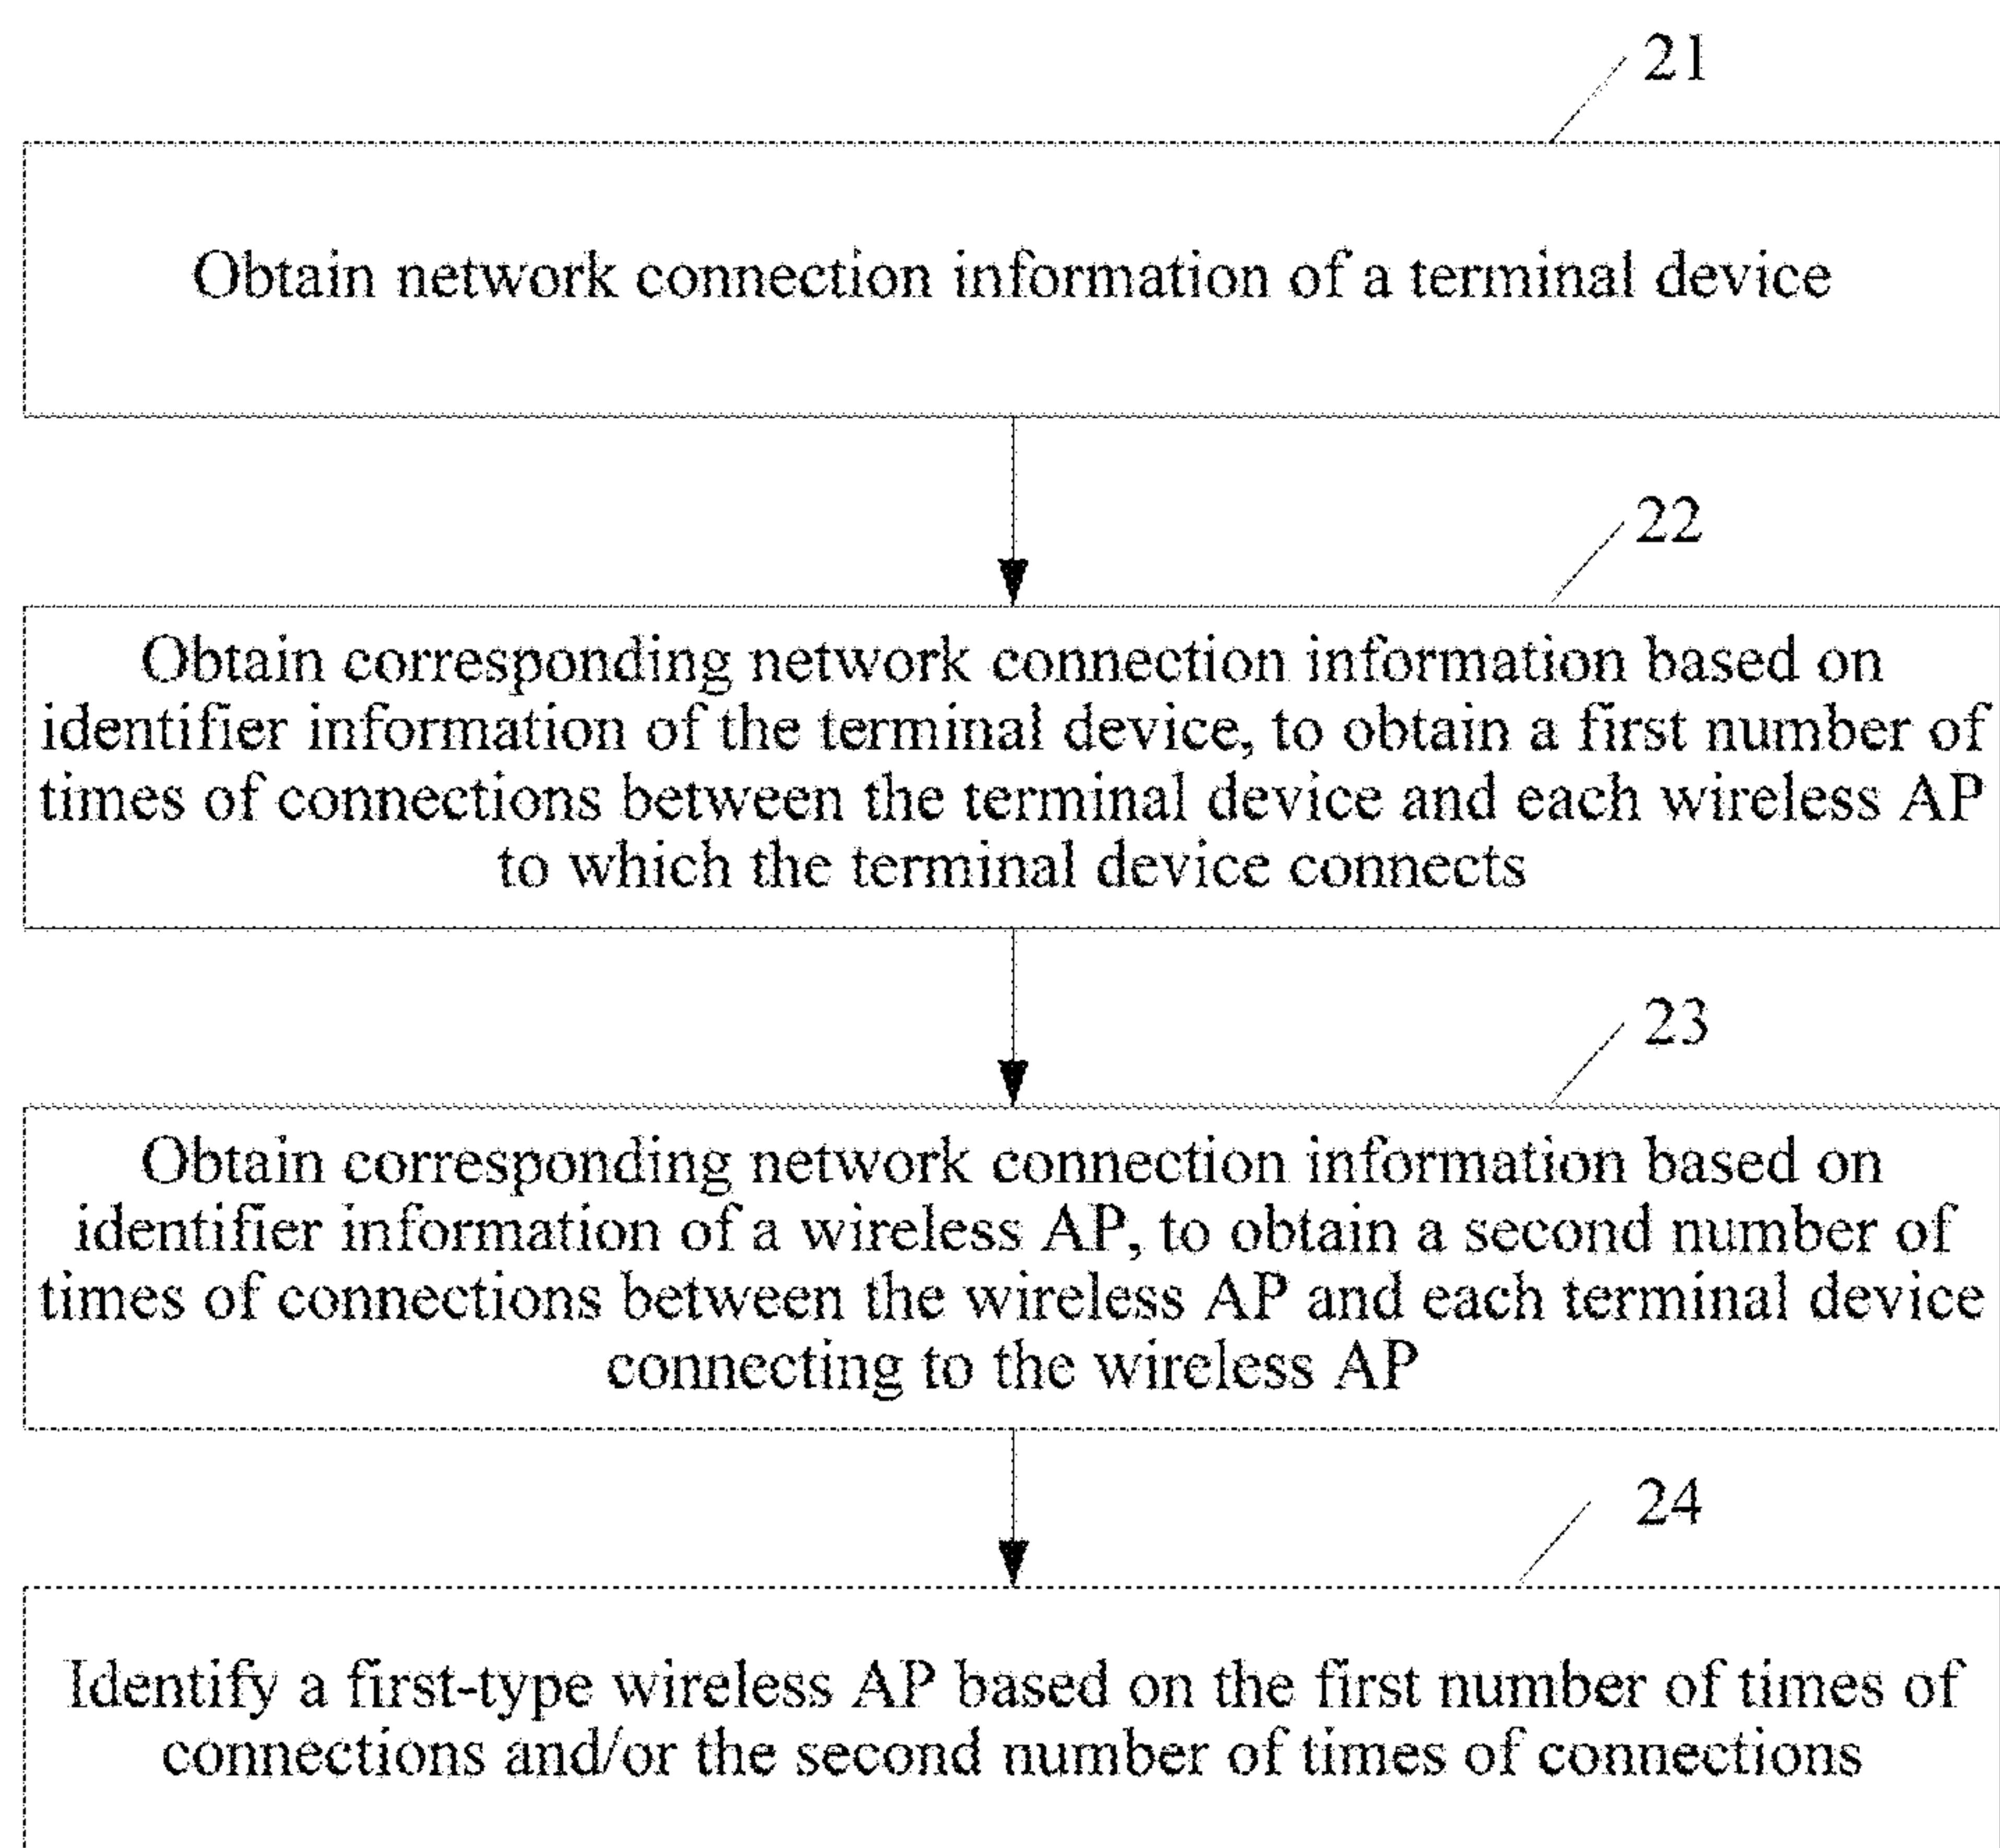 21
Obtain network connection information of a terminal device
22
Obtain corresponding network connection information based on
identifier information of the terminal device, to obtain a first number of
times of connections between the terminal device and each wireless AP
to which the terminal device connects
23
Obtain corresponding network connection information based on
identifier information of a wireless AP, to obtain a second number of
times of connections between the wireless AP and each terminal device
connecting to the wireless AP
24
Identify a first-type wireless AP based on the first number of times of
connections and/or the second number of times of connections